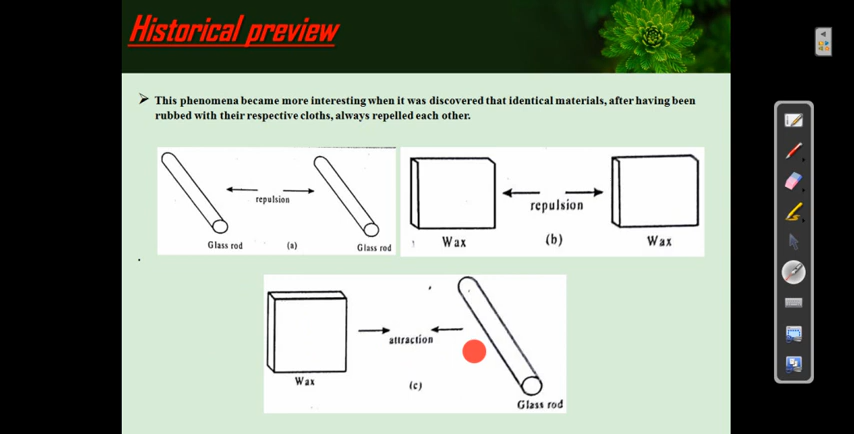 Historical preview
➢ This phenomena became more interesting when it was discovered that identical materials, after having been
rubbed with their respective cloths, always repelled each other.
repulsion
Glass rod
(a)
Glass rod
repulsion
Wax
(b)
Wax
attraction
Wax
(c)
Glass rod